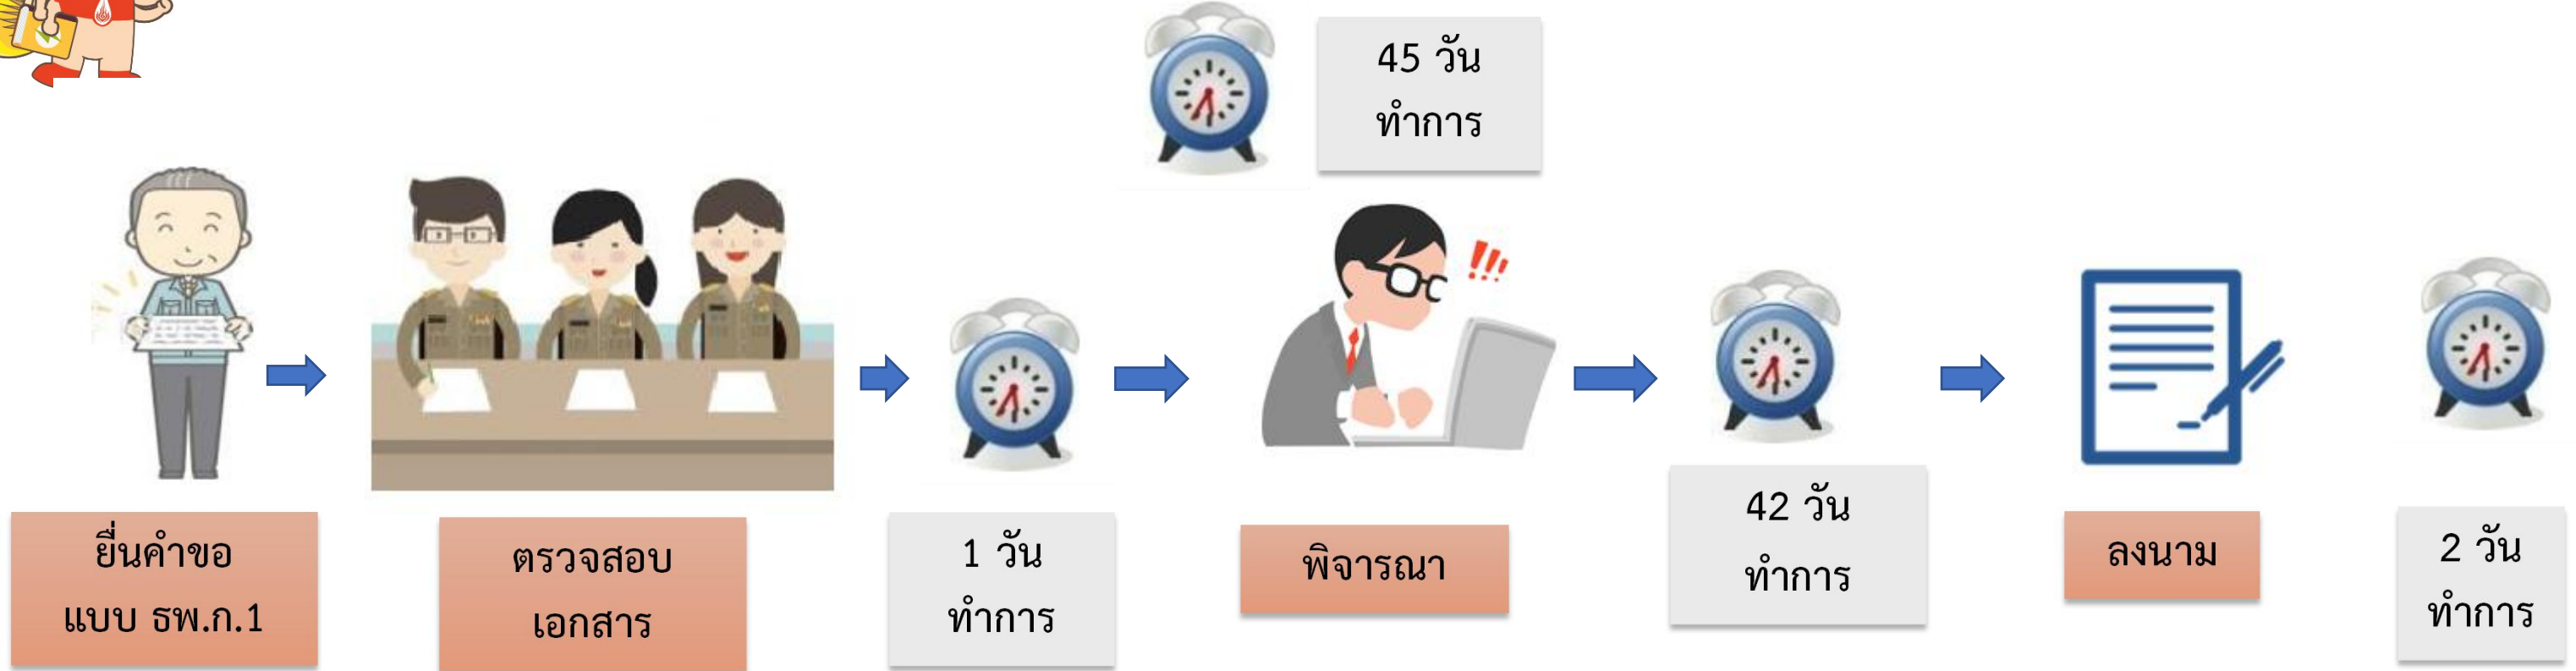 45 วัน
ทำการ
ยื่นคำขอ
แบบ ธพ.ก.1
ตรวจสอบ
เอกสาร
1 วัน
ทำการ
พิจารณา
42 วัน
ทำการ
ลงนาม
2 วัน
ทำการ